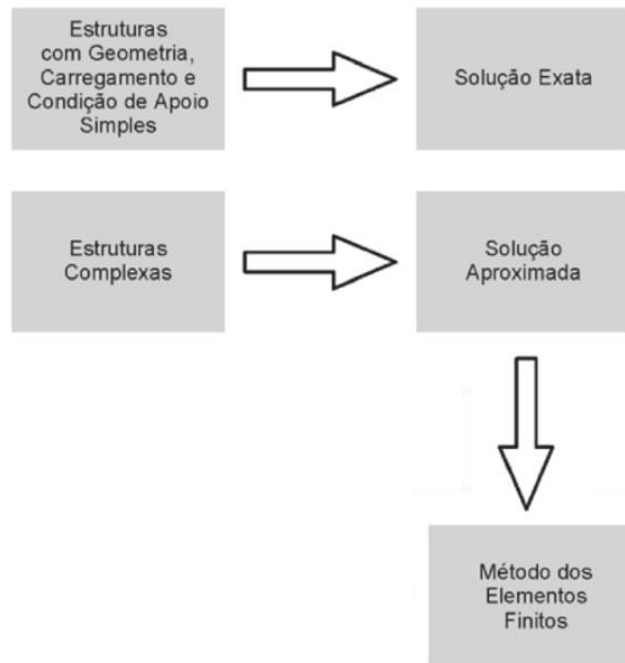 Estruturas
com Geometria,
Carregamento e
Condição de Apoio
Simples
Solução Exata
Estruturas
Complexas
Solução
Aproximada
Método dos
Elementos
Finitos